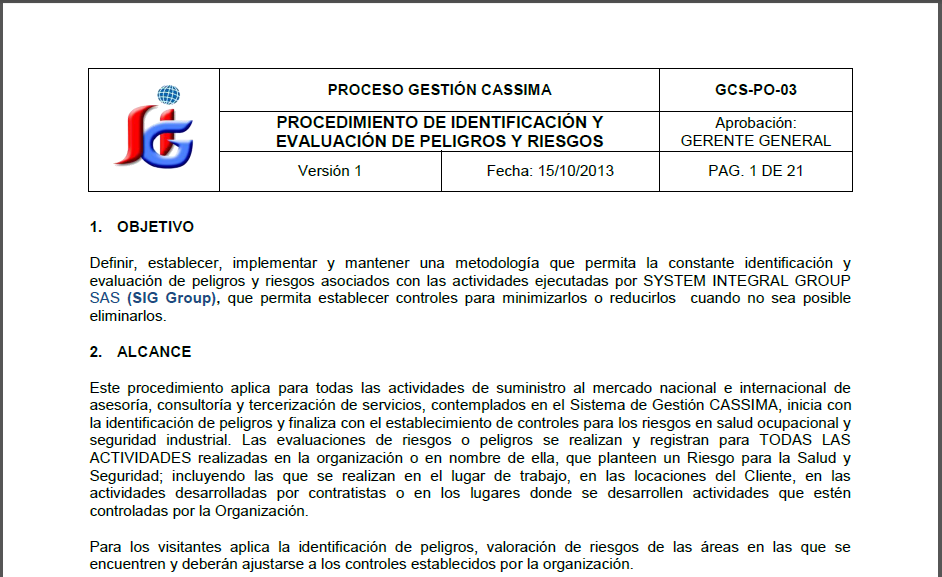 SIG
PROCESO GESTIÓN CASSIMA
GCS-PO-03
PROCEDIMIENTO DE IDENTIFICACIÓN Y
EVALUACIÓN DE PELIGROS Y RIESGOS
Aprobación:
GERENTE GENERAL
Versión 1
Fecha: 15/10/2013
PAG. 1 DE 21
1. OBJETIVO
Definir, establecer, implementar y mantener una metodología que permita la constante identificación y
evaluación de peligros y riesgos asociados con las actividades ejecutadas por SYSTEM INTEGRAL GROUP
SAS (SIG Group), que permita establecer controles para minimizarlos o reducirlos cuando no sea posible
eliminarlos.
2. ALCANCE
Este procedimiento aplica para todas las actividades de suministro al mercado nacional e internacional de
asesoría, consultoría y tercerización de servicios, contemplados en el Sistema de Gestión CASSIMA, inicia con
la identificación de peligros y finaliza con el establecimiento de controles para los riesgos en salud ocupacional y
seguridad industrial. Las evaluaciones de riesgos o peligros se realizan y registran para TODAS LAS
ACTIVIDADES realizadas en la organización o en nombre de ella, que planteen un Riesgo para la Salud y
Seguridad; incluyendo las que se realizan en el lugar de trabajo, en las locaciones del Cliente, en las
actividades desarrolladas por contratistas o en los lugares donde se desarrollen actividades que estén
controladas por la Organización.
Para los visitantes aplica la identificación de peligros, valoración de riesgos de las áreas en las que se
encuentren y deberán ajustarse a los controles establecidos por la organización.